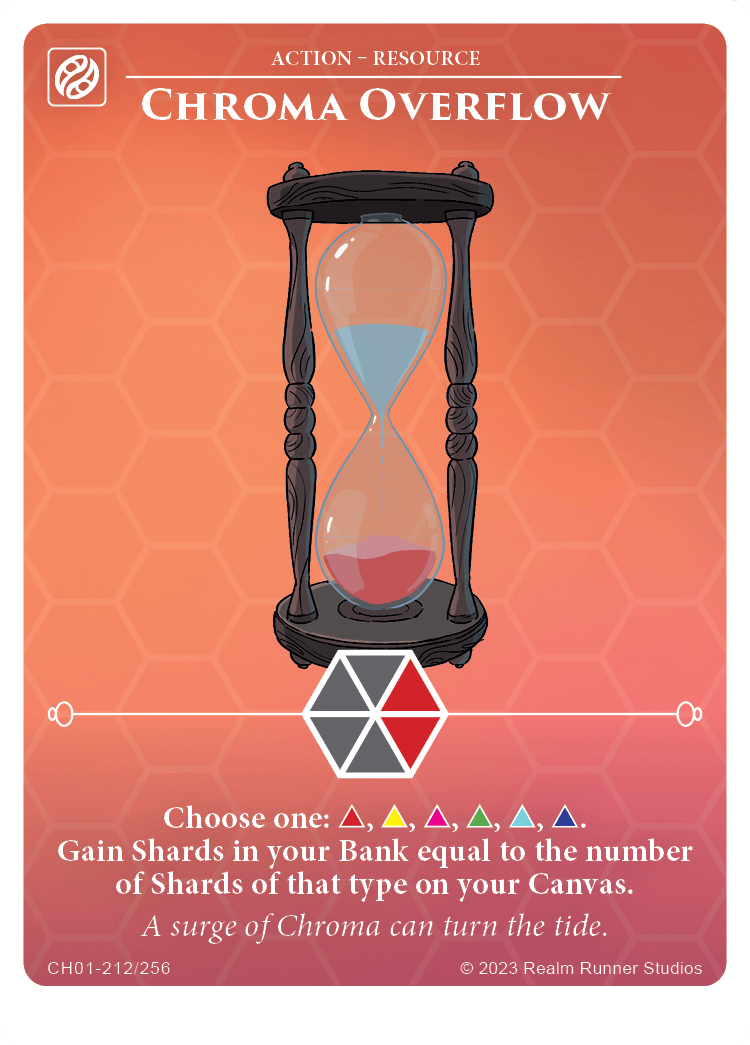 ACTION – RESOURCE
CHROMA OVERFLOW
Choose one: , , , , , .
Gain Shards in your Bank equal to the number
of Shards of that type on your Canvas.
A surge of Chroma can turn the tide.
CH01-212/256
© 2023 Realm Runner Studios